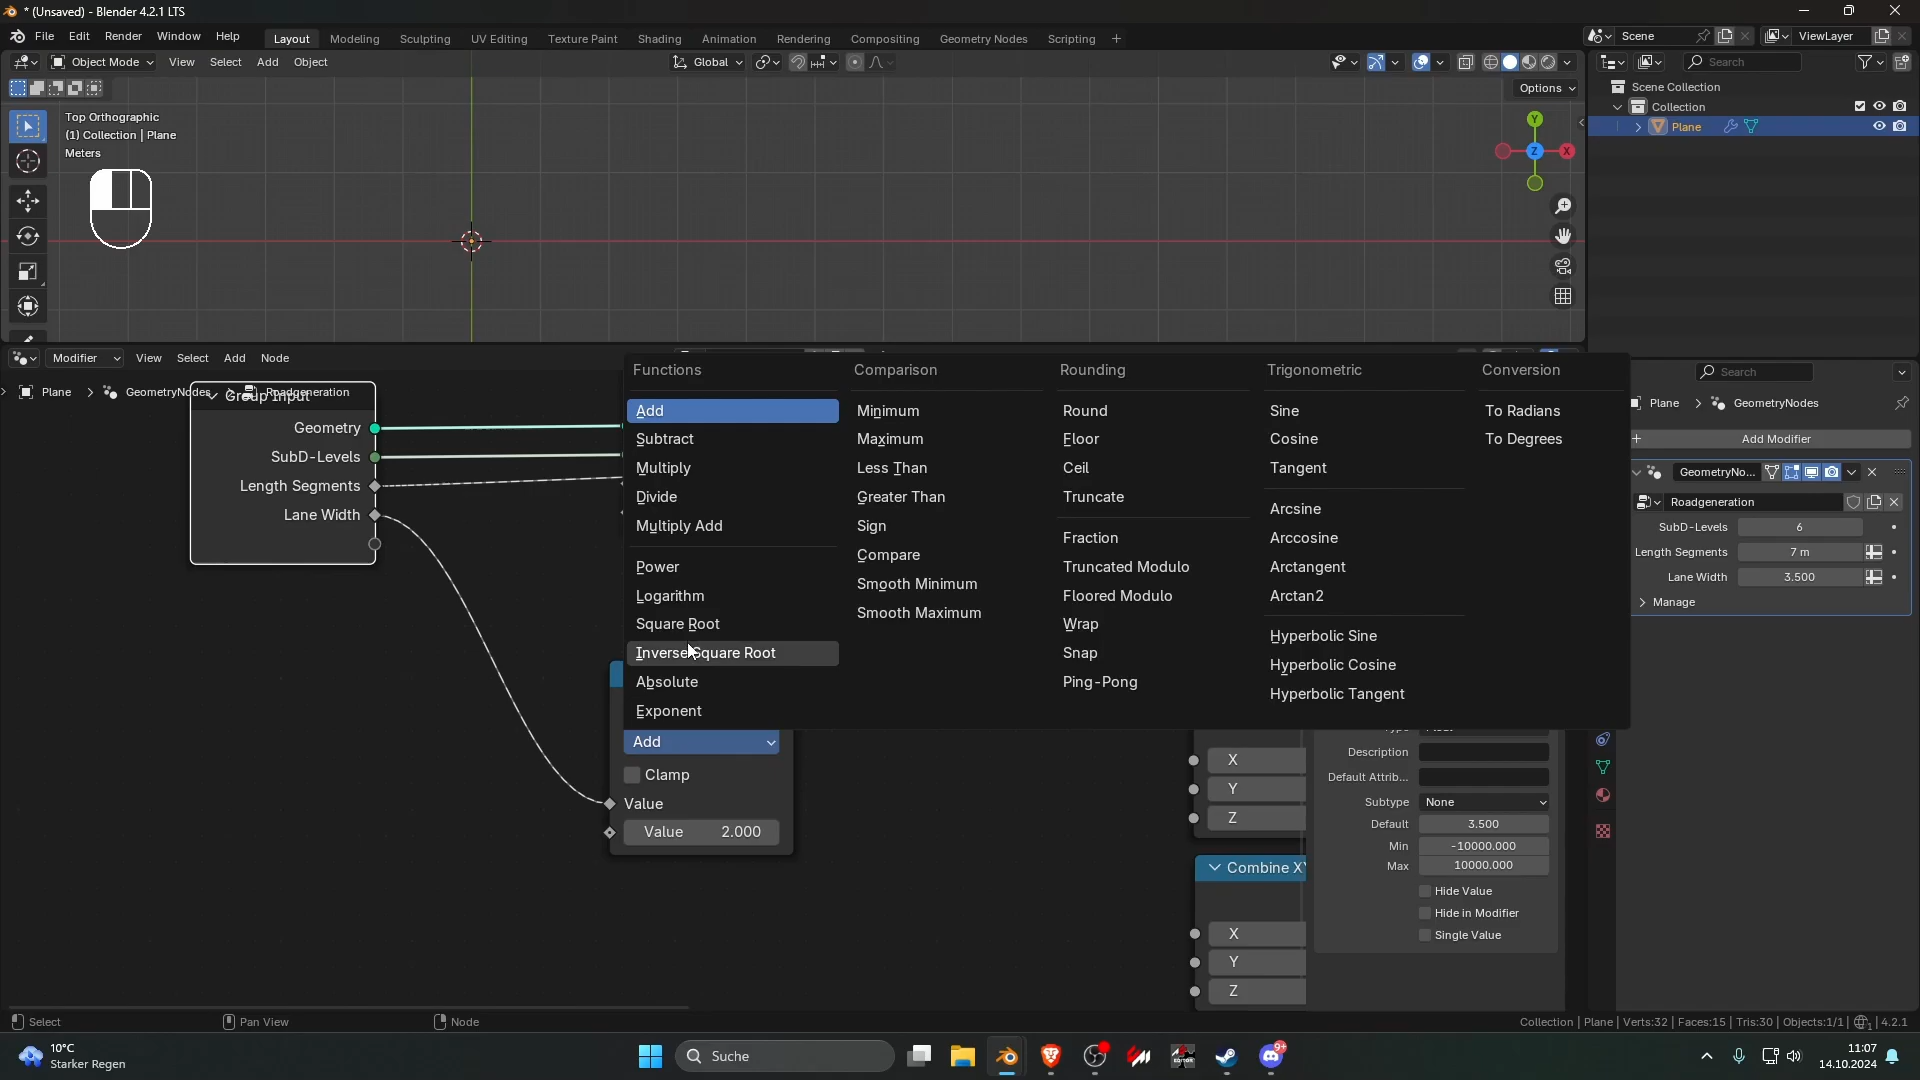 * (Unsaved) - Blender 4.2.1 LTS
File Edit Render Window Help
Layout Modeling Sculpting UV Editing Texture Paint Shading Animation Rendering Compositing Geometry Nodes Scripting +
Scene
ViewLayer
Object Mode View Select Add Object
Global
Options
Search
Top Orthographic
(1) Collection | Plane
Meters
Y
Z
X
Scene Collection
Collection
Plane
Modifier View Select Add Node
Plane > GeometryNodes > Roadgeneration
Group Input
Geometry
SubD-Levels
Length Segments
Lane Width
Functions
Add
Subtract
Multiply
Divide
Multiply Add
Power
Logarithm
Square Root
Inverse Square Root
Absolute
Exponent
Comparison
Minimum
Maximum
Less Than
Greater Than
Sign
Compare
Smooth Minimum
Smooth Maximum
Rounding
Round
Floor
Ceil
Truncate
Fraction
Truncated Modulo
Floored Modulo
Wrap
Snap
Ping-Pong
Trigonometric
Sine
Cosine
Tangent
Arcsine
Arccosine
Arctangent
Arctan2
Hyperbolic Sine
Hyperbolic Cosine
Hyperbolic Tangent
Conversion
To Radians
To Degrees
Add
Clamp
Value
Value 2.000
X
Y
Z
Combine XY
X
Y
Z
Description
Default Attrib...
Subtype None
Default 3.500
Min -10000.000
Max 10000.000
Hide Value
Hide in Modifier
Single Value
Search
Plane > GeometryNodes
+ Add Modifier
GeometryNo...
Roadgeneration
SubD-Levels 6
Length Segments 7 m
Lane Width 3.500
Manage
Select
Pan View
Node
Collection | Plane | Verts:32 | Faces:15 | Tris:30 | Objects:1/1 | 4.2.1
10°C
Starker Regen
Suche
EDITOR
9+
11:07
14.10.2024